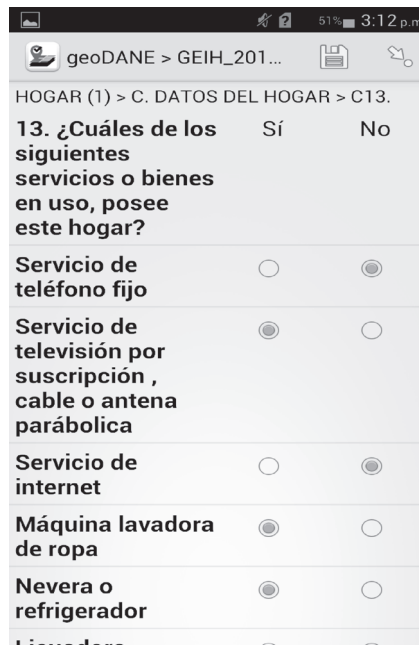 51% 3:12 p.m
geoDANE > GEIH_201...
HOGAR (1) > C. DATOS DEL HOGAR > C13.
13. ¿Cuáles de los Sí No
siguientes
servicios o bienes
en uso, posee
este hogar?
Servicio de
teléfono fijo
Servicio de
televisión por
suscripción ,
cable o antena
parábolica
Servicio de
internet
Máquina lavadora
de ropa
Nevera o
refrigerador